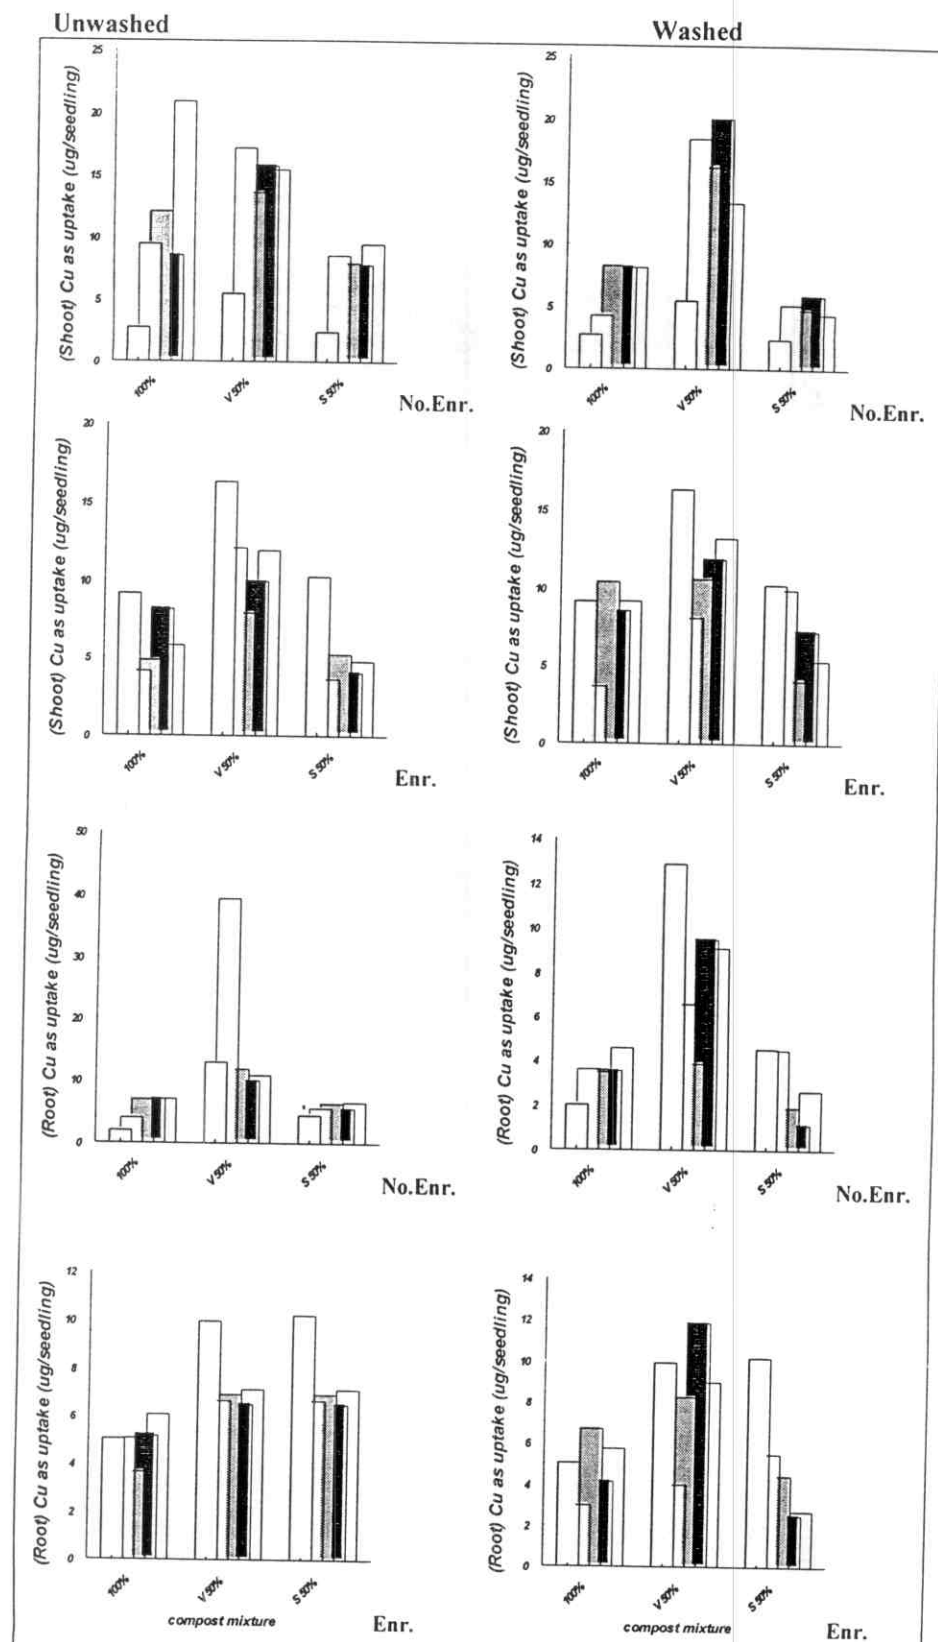 Unwashed
Washed
(Shoot) Cu as uptake (ug/seedling)
25
20
15
10
5
0
100%
V 50%
S 50%
No.Enr.
(Shoot) Cu as uptake (ug/seedling)
25
20
15
10
5
0
100%
V 50%
S 50%
No.Enr.
(Shoot) Cu as uptake (ug/seedling)
20
15
10
5
0
100%
V 50%
S 50%
Enr.
(Shoot) Cu as uptake (ug/seedling)
20
15
10
5
0
100%
V 50%
S 50%
Enr.
(Root) Cu as uptake (ug/seedling)
50
40
30
20
10
0
100%
V 50%
S 50%
No.Enr.
(Root) Cu as uptake (ug/seedling)
14
12
10
8
6
4
2
0
100%
V 50%
S 50%
No.Enr.
(Root) Cu as uptake (ug/seedling)
12
10
8
6
4
2
0
100%
V 50%
S 50%
compost mixture
Enr.
(Root) Cu as uptake (ug/seedling)
14
12
10
8
6
4
2
0
100%
V 50%
S 50%
compost mixture
Enr.